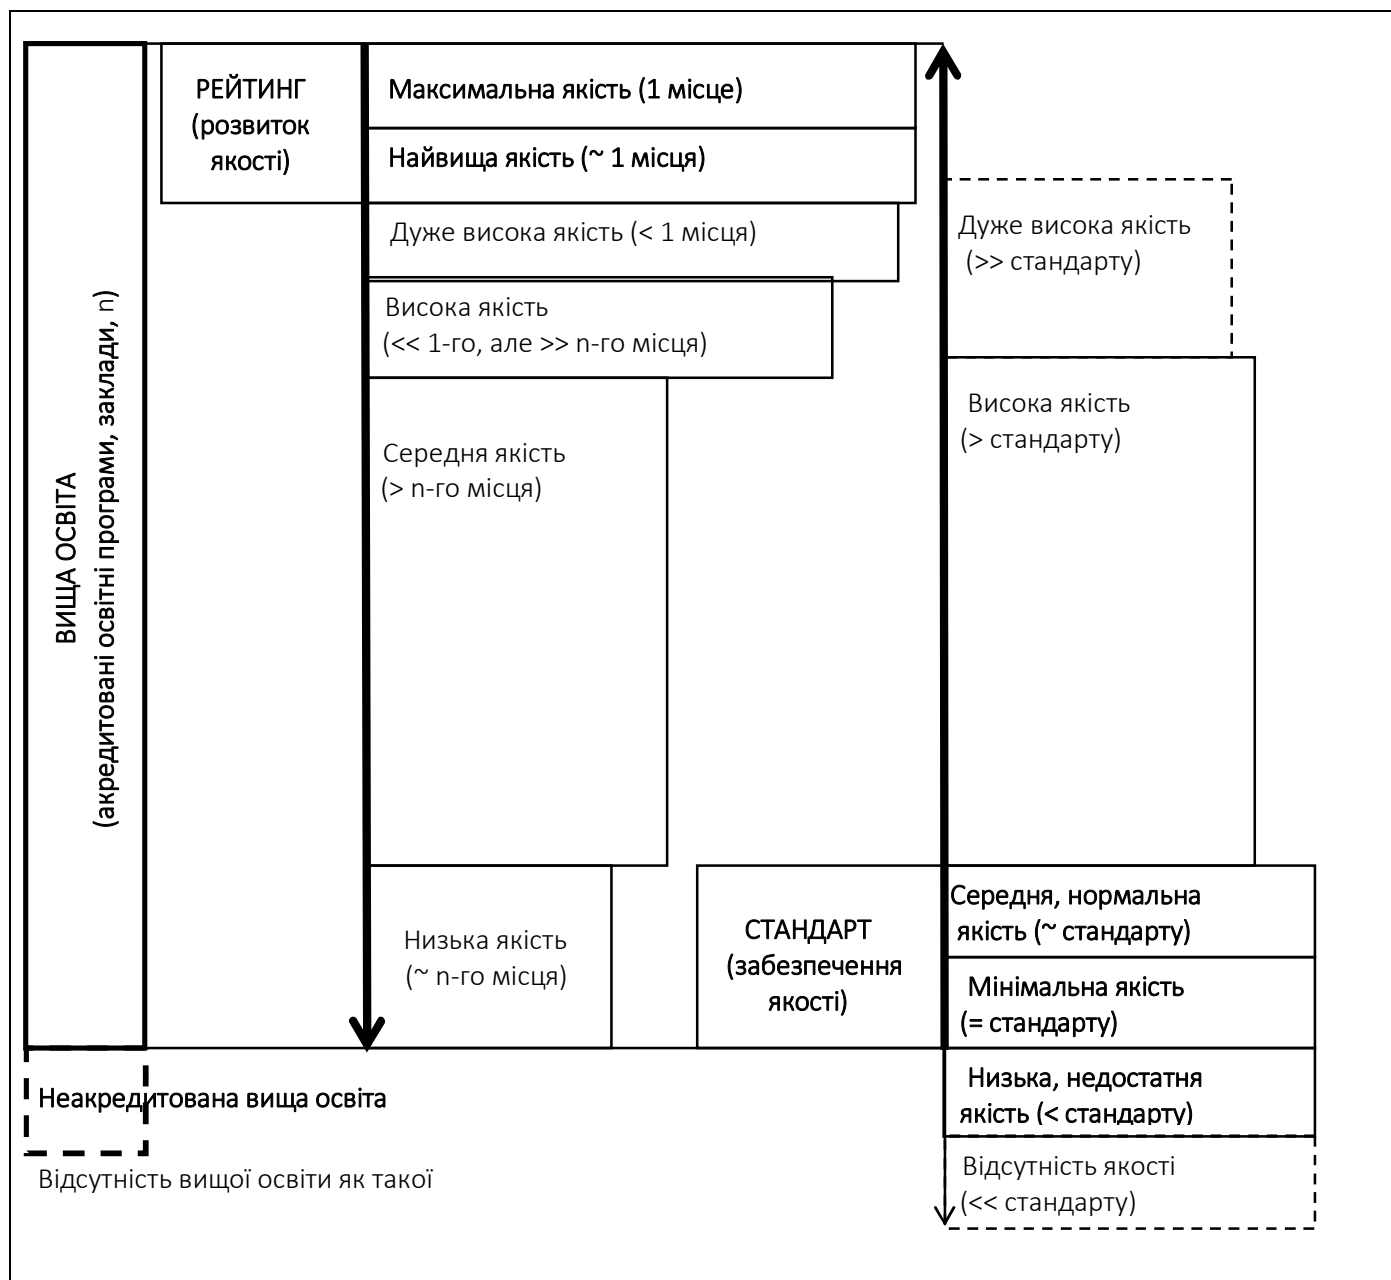 РЕЙТИНГ
(розвиток
якості)
Максимальна якість (1 місце)
Найвища якість (~ 1 місця)
Дуже висока якість (< 1 місця)
Висока якість
(<< 1-го, але >> n-го місця)
Середня якість
(> n-го місця)
Низька якість
(~ n-го місця)
ВИЩА ОСВІТА
(акредитовані освітні програми, заклади, n)
Дуже висока якість
(>> стандарту)
Висока якість
(> стандарту)
СТАНДАРТ
(забезпечення
якості)
Середня, нормальна
якість (~ стандарту)
Мінімальна якість
(= стандарту)
Низька, недостатня
якість (< стандарту)
Відсутність якості
(<< стандарту)
Неакредитована вища освіта
Відсутність вищої освіти як такої